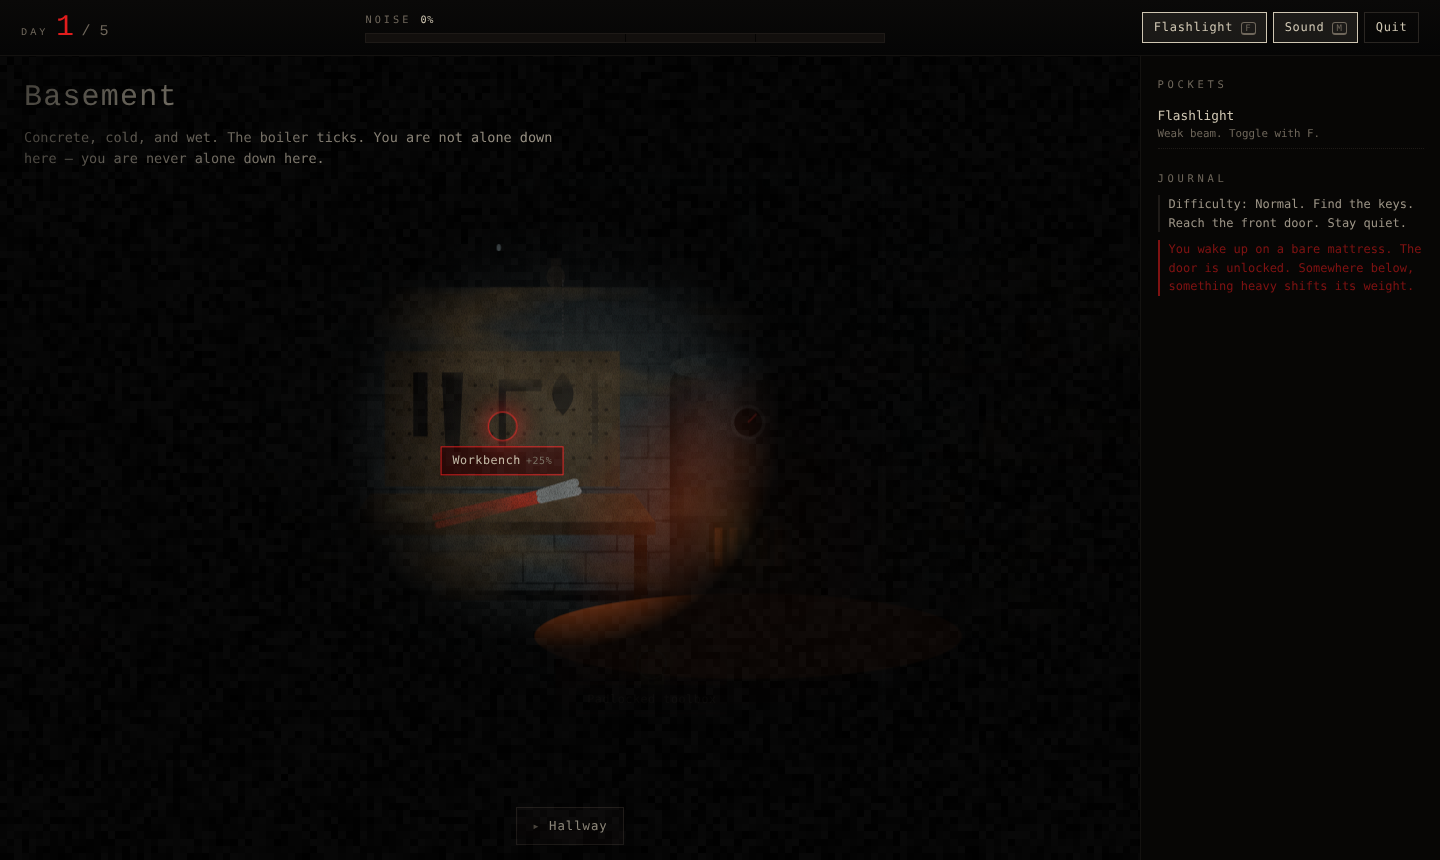 DAY 1 / 5
NOISE 0%
Flashlight F
Sound M
Quit
Basement
Concrete, cold, and wet. The boiler ticks. You are not alone down
here — you are never alone down here.
Workbench +25%
▸ Hallway
POCKETS
Flashlight
Weak beam. Toggle with F.
JOURNAL
Difficulty: Normal. Find the keys.
Reach the front door. Stay quiet.
You wake up on a bare mattress. The
door is unlocked. Somewhere below,
something heavy shifts its weight.